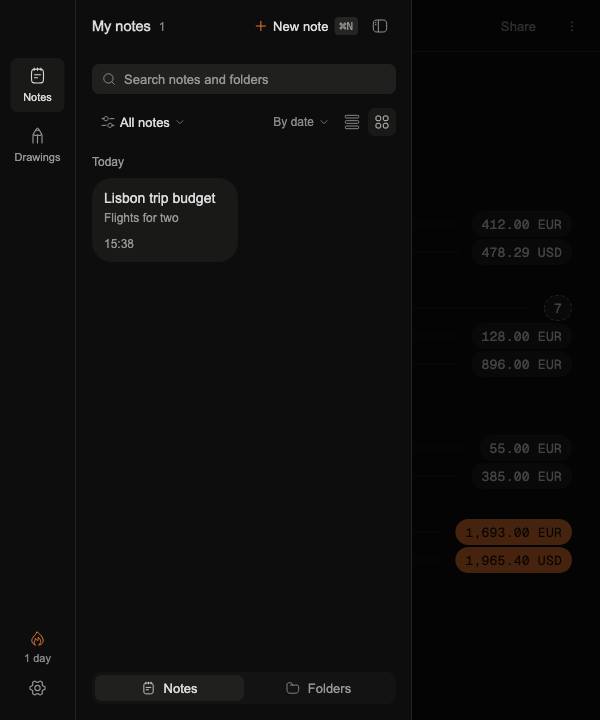 My notes 1
New note ⌘N
Share
Search notes and folders
Notes
All notes
By date
Drawings
Today
Lisbon trip budget
Flights for two
15:38
412.00 EUR
478.29 USD
7
128.00 EUR
896.00 EUR
55.00 EUR
385.00 EUR
1,693.00 EUR
1,965.40 USD
1 day
Notes
Folders